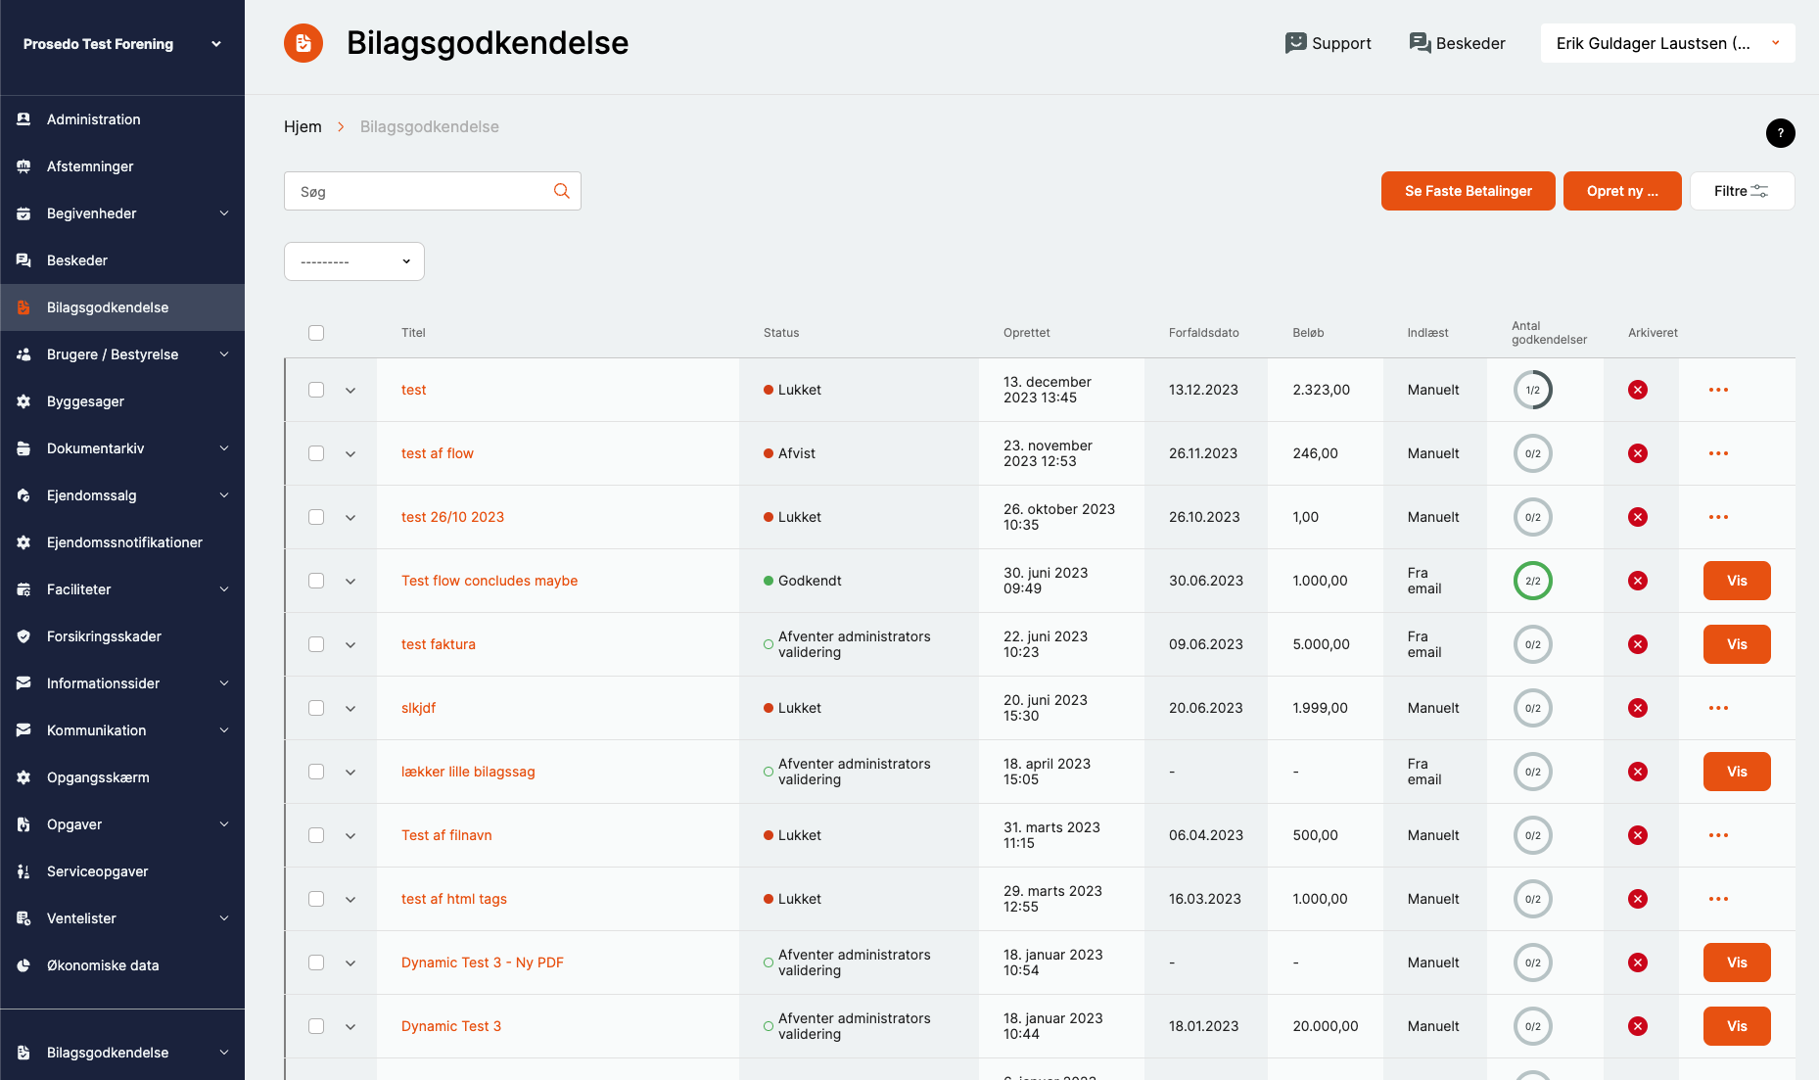 Prosedo Test Forening
Bilagsgodkendelse
Support
Beskeder
Erik Guldager Laustsen (...
Administration
Afstemninger
Begivenheder
Beskeder
Bilagsgodkendelse
Brugere / Bestyrelse
Byggesager
Dokumentarkiv
Ejendomssalg
Ejendomssnotifikationer
Faciliteter
Forsikringsskader
Informationssider
Kommunikation
Opgangsskærm
Opgaver
Serviceopgaver
Ventelister
Økonomiske data
Bilagsgodkendelse
Hjem > Bilagsgodkendelse
?
Søg
Se Faste Betalinger
Opret ny ...
Filtre
---------
Titel Status Oprettet Forfaldsdato Beløb Indlæst Antal godkendelser Arkiveret
test Lukket 13. december 2023 13:45 13.12.2023 2.323,00 Manuelt 1/2
test af flow Afvist 23. november 2023 12:53 26.11.2023 246,00 Manuelt 0/2
test 26/10 2023 Lukket 26. oktober 2023 10:35 26.10.2023 1,00 Manuelt 0/2
Test flow concludes maybe Godkendt 30. juni 2023 09:49 30.06.2023 1.000,00 Fra email 2/2 Vis
test faktura Afventer administrators validering 22. juni 2023 10:23 09.06.2023 5.000,00 Fra email 0/2 Vis
slkjdf Lukket 20. juni 2023 15:30 20.06.2023 1.999,00 Manuelt 0/2
lækker lille bilagssag Afventer administrators validering 18. april 2023 15:05 - - Fra email 0/2 Vis
Test af filnavn Lukket 31. marts 2023 11:15 06.04.2023 500,00 Manuelt 0/2
test af html tags Lukket 29. marts 2023 12:55 16.03.2023 1.000,00 Manuelt 0/2
Dynamic Test 3 - Ny PDF Afventer administrators validering 18. januar 2023 10:54 - - Manuelt 0/2 Vis
Dynamic Test 3 Afventer administrators validering 18. januar 2023 10:44 18.01.2023 20.000,00 Manuelt 0/2 Vis